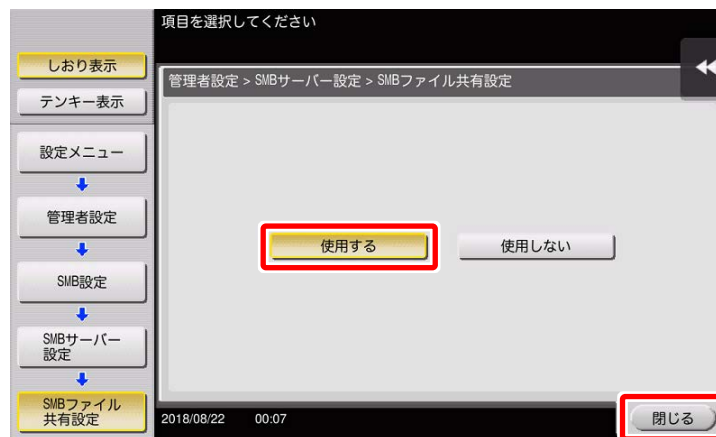 項目を選択してください
しおり表示
テンキー表示
設定メニュー
管理者設定
SMB設定
SMBサーバー
設定
SMBファイル
共有設定
管理者設定 > SMBサーバー設定 > SMBファイル共有設定
使用する
使用しない
2018/08/22 00:07
閉じる